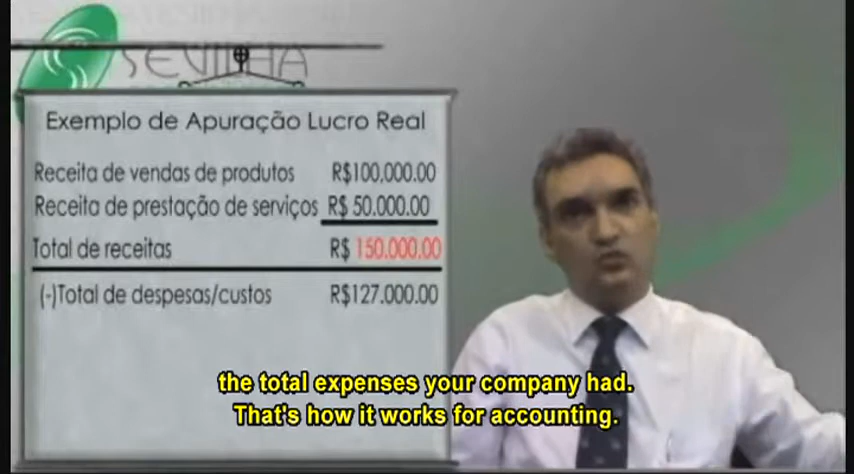 SEVILHA
Exemplo de Apuração Lucro Real
Receita de vendas de produtos R$100,000.00
Receita de prestação de serviços R$ 50.000.00
Total de receitas R$ 150.000.00
(-)Total de despesas/custos R$127.000.00
the total expenses your company had.
That's how it works for accounting.